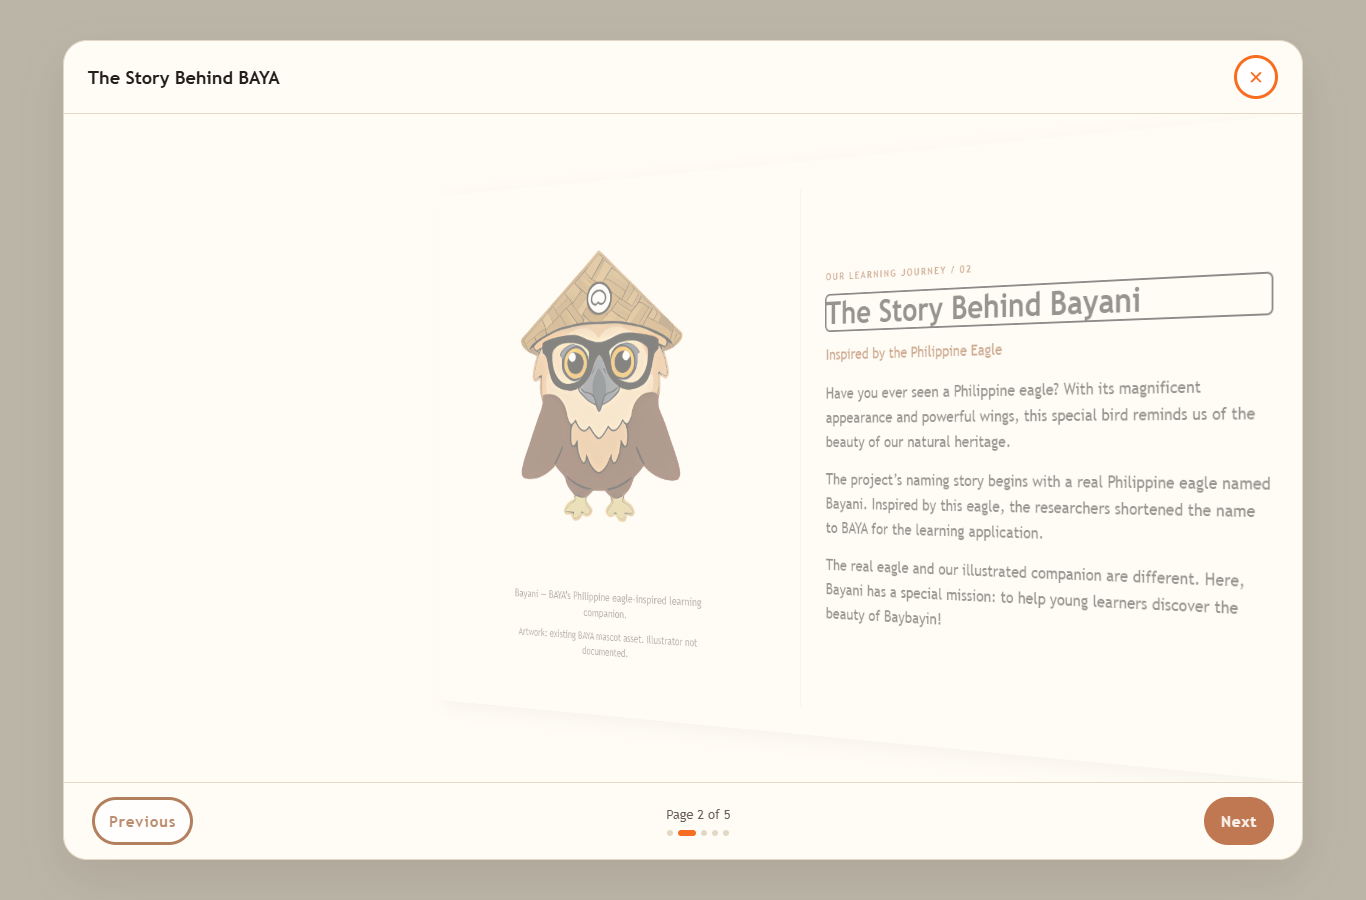 The Story Behind BAYA
OUR LEARNING JOURNEY / 02
The Story Behind Bayani
Inspired by the Philippine Eagle
Have you ever seen a Philippine eagle? With its magnificent
appearance and powerful wings, this special bird reminds us of the
beauty of our natural heritage.
The project’s naming story begins with a real Philippine eagle named
Bayani. Inspired by this eagle, the researchers shortened the name
to BAYA for the learning application.
The real eagle and our illustrated companion are different. Here,
Bayani has a special mission: to help young learners discover the
beauty of Baybayin!
Bayani — BAYA’s Philippine eagle-inspired learning
companion.
Artwork: existing BAYA mascot asset. Illustrator not
documented.
Previous
Page 2 of 5
Next